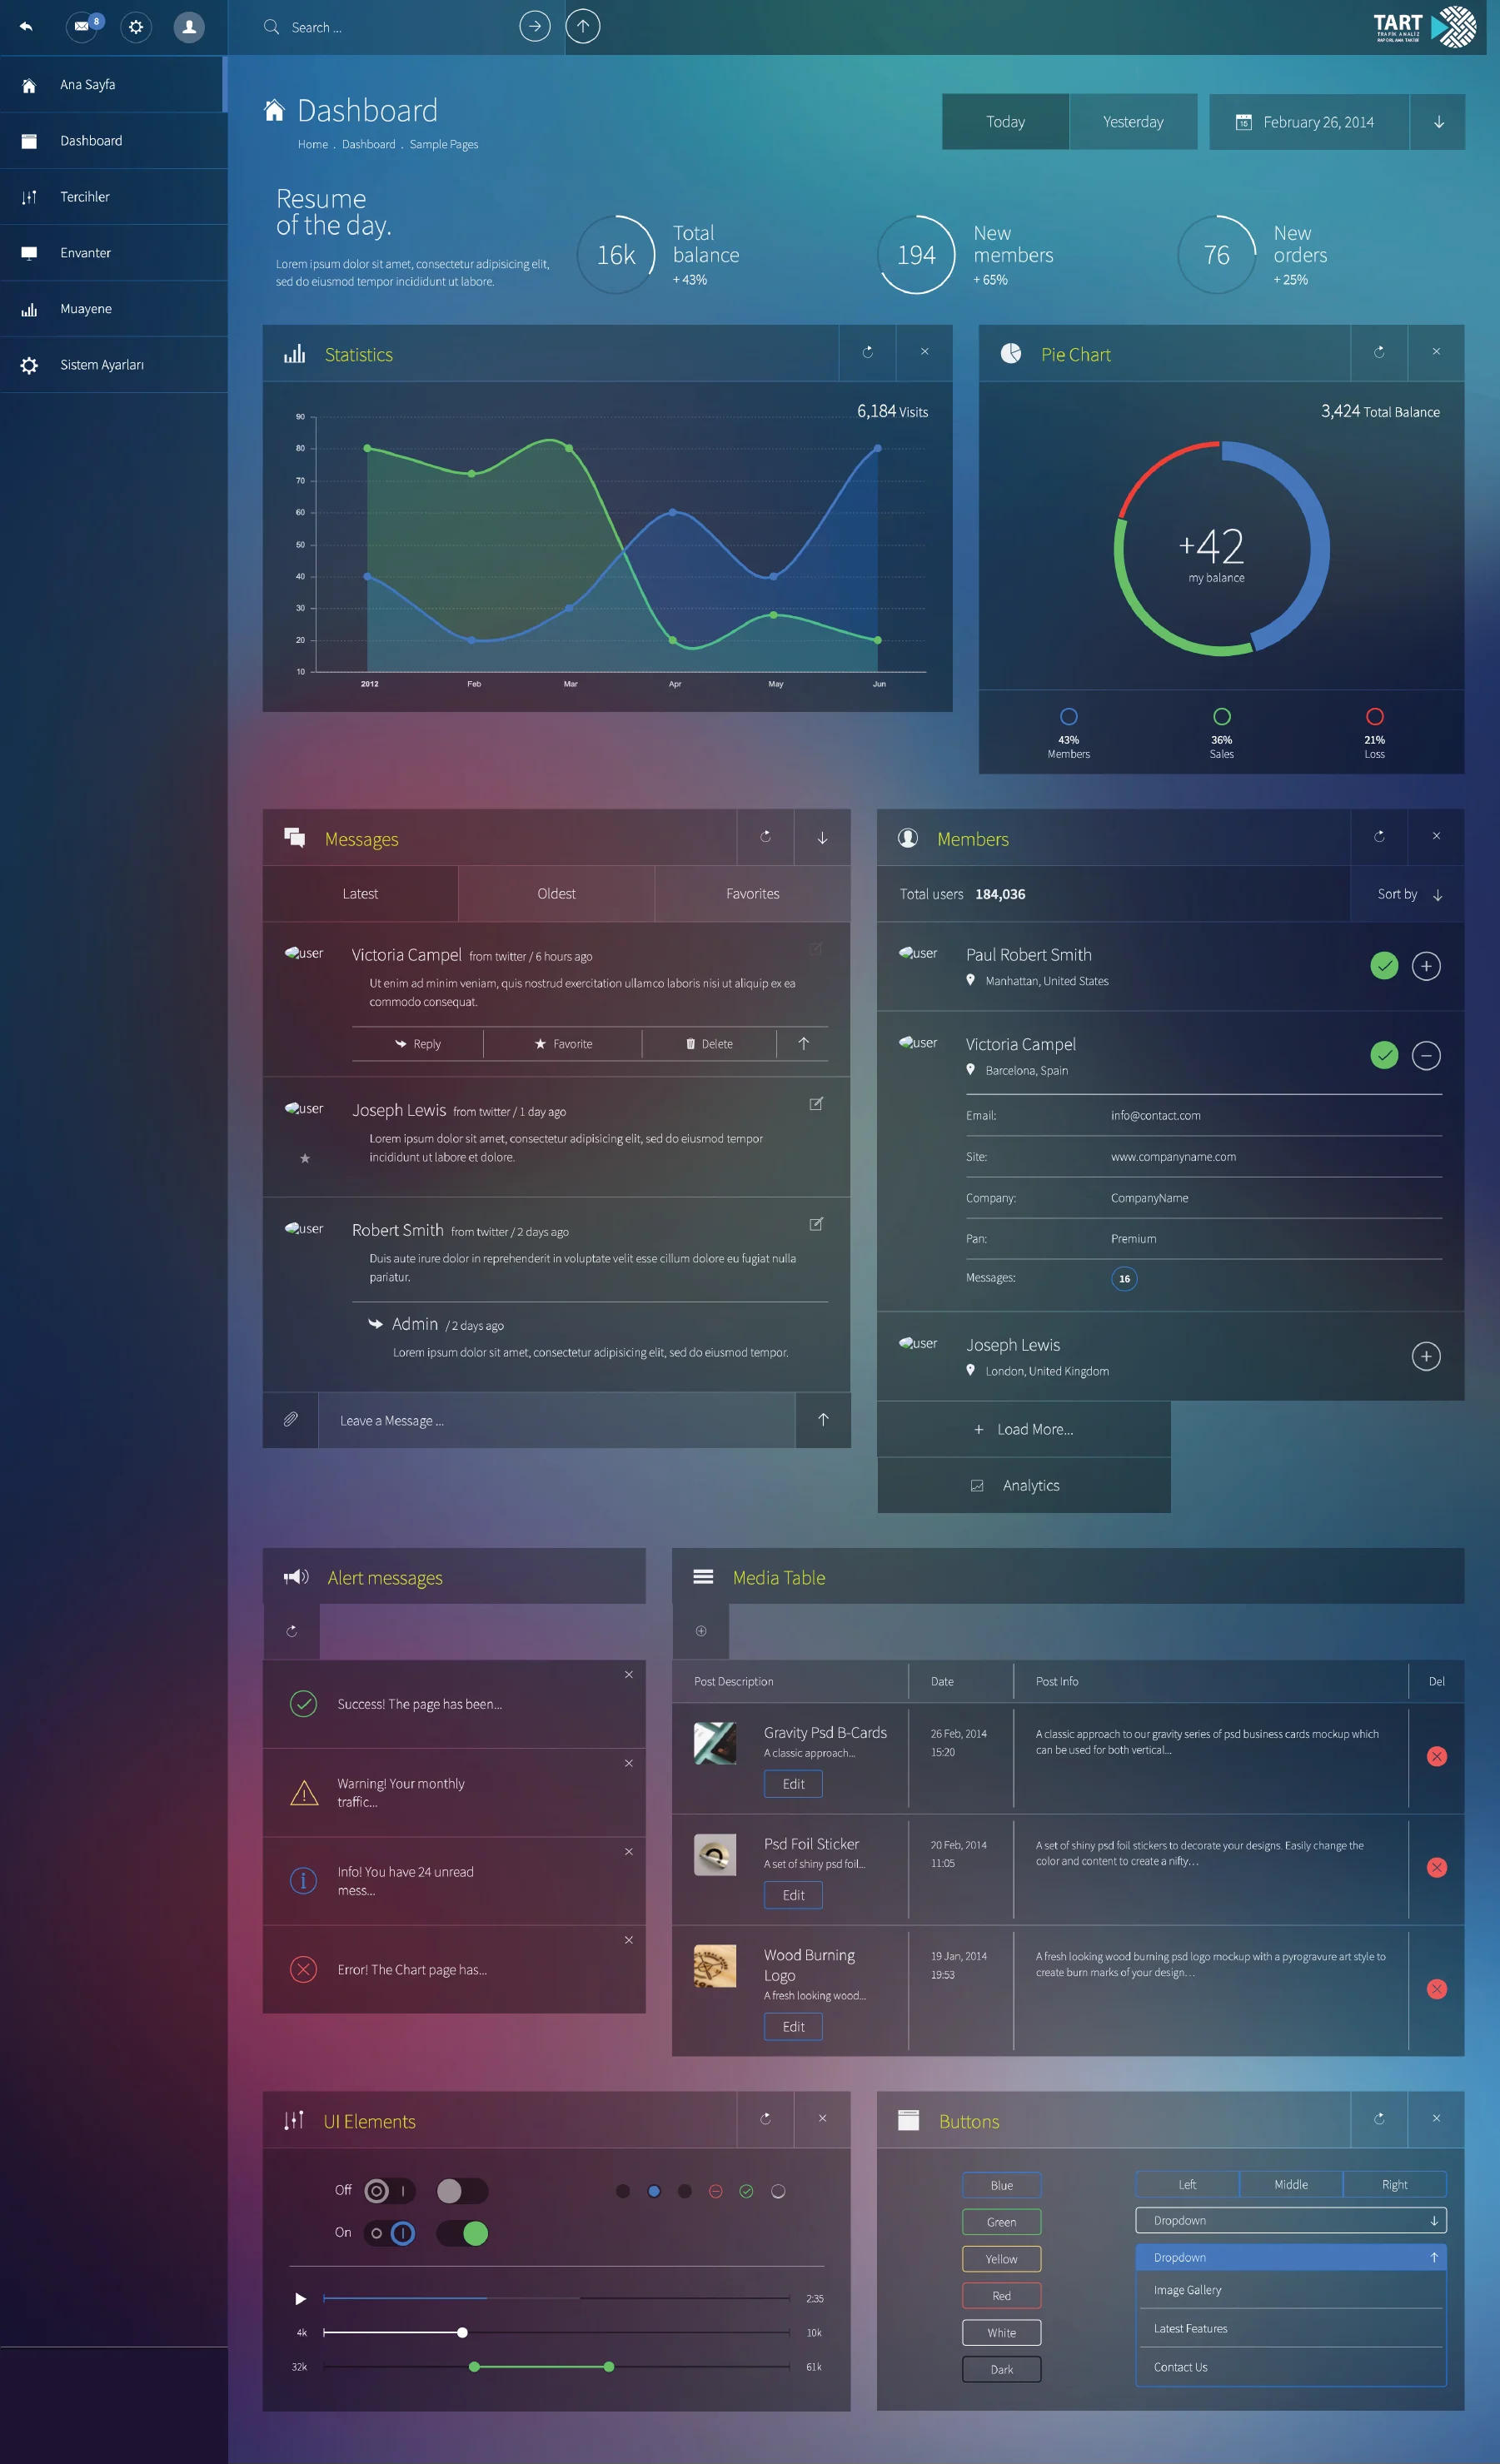 8
Search ...
TART
TRAFİK ANALİZ
RAPORLAMA TAKİBİ
Ana Sayfa
Dashboard
Tercihler
Envanter
Muayene
Sistem Ayarları
Dashboard
Home . Dashboard . Sample Pages
Today
Yesterday
15
February 26, 2014
Resume
of the day.
Lorem ipsum dolor sit amet, consectetur adipisicing elit,
sed do eiusmod tempor incididunt ut labore.
16k
Total
balance
+ 43%
194
New
members
+ 65%
76
New
orders
+ 25%
Statistics
6,184 Visits
90
80
70
60
50
40
30
20
10
2012 Feb Mar Apr May Jun
Pie Chart
3,424 Total Balance
+42
my balance
43%
Members
36%
Sales
21%
Loss
Messages
Latest
Oldest
Favorites
user
Victoria Campel from twitter / 6 hours ago
Ut enim ad minim veniam, quis nostrud exercitation ullamco laboris nisi ut aliquip ex ea
commodo consequat.
Reply
Favorite
Delete
user
Joseph Lewis from twitter / 1 day ago
Lorem ipsum dolor sit amet, consectetur adipisicing elit, sed do eiusmod tempor
incididunt ut labore et dolore.
user
Robert Smith from twitter / 2 days ago
Duis aute irure dolor in reprehenderit in voluptate velit esse cillum dolore eu fugiat nulla
pariatur.
Admin / 2 days ago
Lorem ipsum dolor sit amet, consectetur adipisicing elit, sed do eiusmod tempor.
Leave a Message ...
Members
Total users 184,036
Sort by
user
Paul Robert Smith
Manhattan, United States
user
Victoria Campel
Barcelona, Spain
Email: info@contact.com
Site: www.companyname.com
Company: CompanyName
Pan: Premium
Messages: 16
user
Joseph Lewis
London, United Kingdom
+ Load More...
Analytics
Alert messages
Success! The page has been...
Warning! Your monthly
traffic...
Info! You have 24 unread
mess...
Error! The Chart page has...
Media Table
Post Description Date Post Info Del
Gravity Psd B-Cards
A classic approach...
Edit
26 Feb, 2014
15:20
A classic approach to our gravity series of psd business cards mockup which
can be used for both vertical...
Psd Foil Sticker
A set of shiny psd foil...
Edit
20 Feb, 2014
11:05
A set of shiny psd foil stickers to decorate your designs. Easily change the
color and content to create a nifty...
Wood Burning
Logo
A fresh looking wood...
Edit
19 Jan, 2014
19:53
A fresh looking wood burning psd logo mockup with a pyrogravure art style to
create burn marks of your design...
UI Elements
Off
On
2:35
4k 10k
32k 61k
Buttons
Blue
Green
Yellow
Red
White
Dark
Left Middle Right
Dropdown
Dropdown
Image Gallery
Latest Features
Contact Us